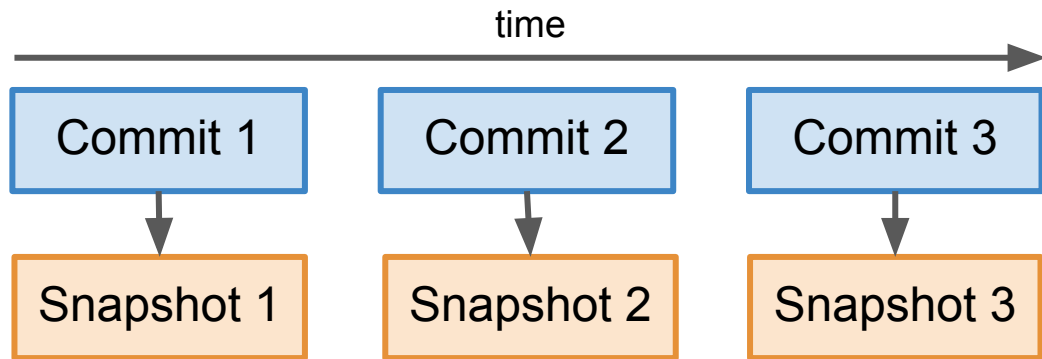 time
Commit 1
Commit 2
Commit 3
Snapshot 1
Snapshot 2
Snapshot 3